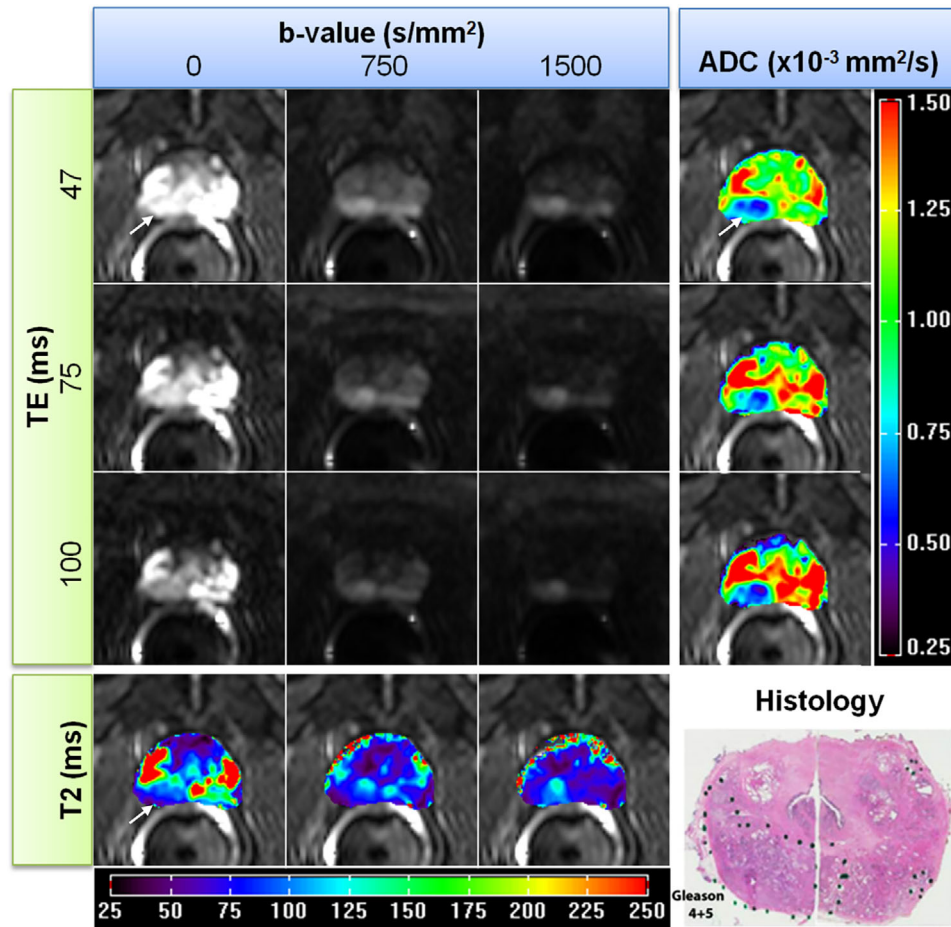 b-value (s/mm²)
0 750 1500
ADC (x10⁻³ mm²/s)
TE (ms)
47
75
100
1.50
1.25
1.00
0.75
0.50
0.25
T2 (ms)
25 50 75 100 125 150 175 200 225 250
Histology
Gleason
4+5